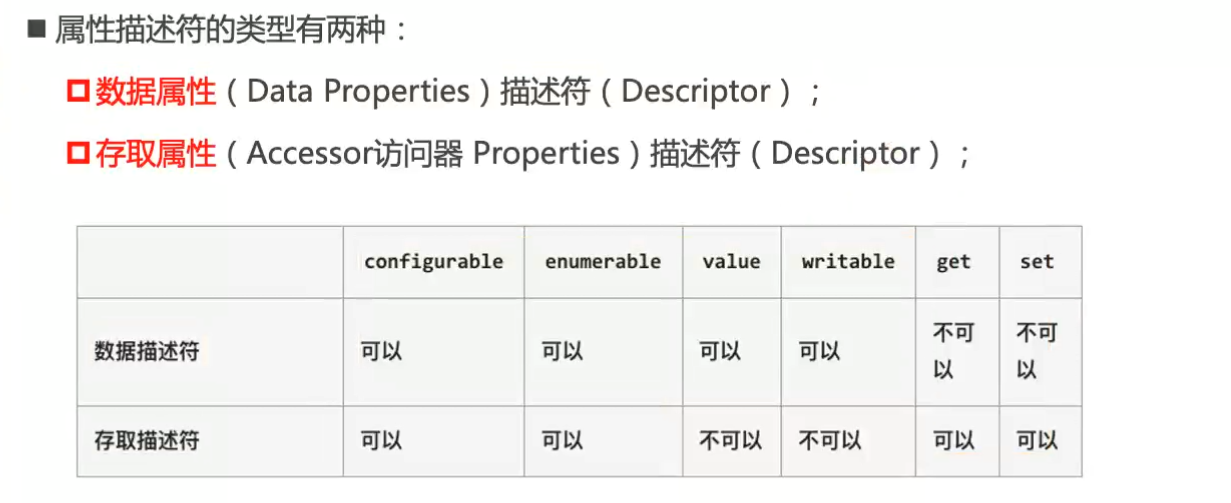 属性描述符的类型有两种：
数据属性（Data Properties）描述符（Descriptor）；
存取属性（Accessor访问器 Properties）描述符（Descriptor）；
configurable enumerable value writable get set
数据描述符 可以 可以 可以 可以 不可以 不可以
存取描述符 可以 可以 不可以 不可以 可以 可以